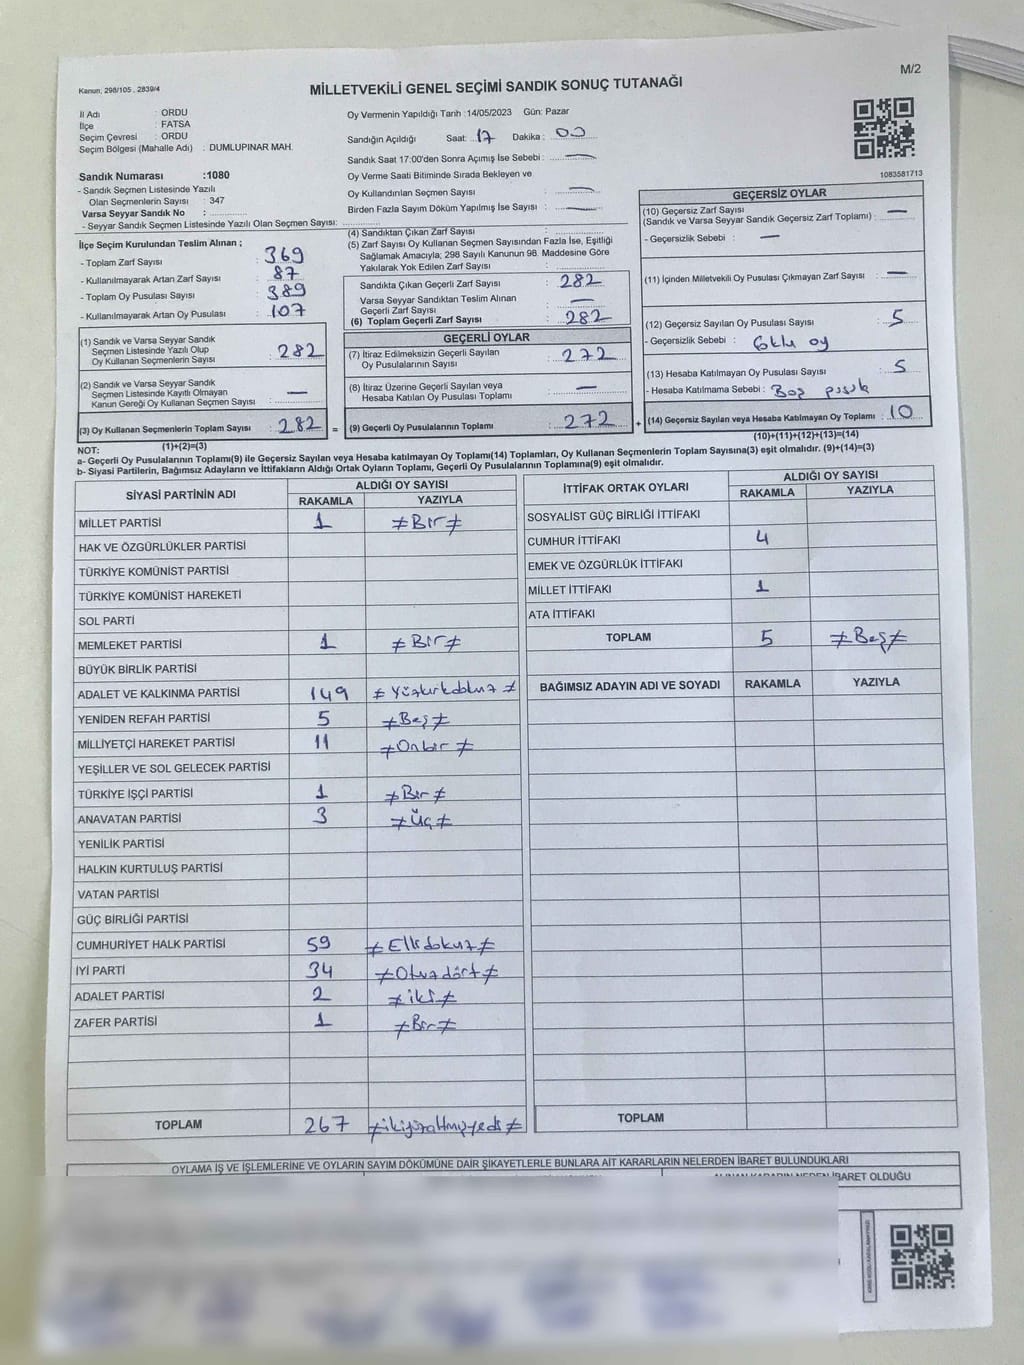 Kanun, 298/105 , 2839/4
M/2
MİLLETVEKİLİ GENEL SEÇİMİ SANDIK SONUÇ TUTANAĞI
İl Adı : ORDU
İlçe : FATSA
Seçim Çevresi : ORDU
Seçim Bölgesi (Mahalle Adı) : DUMLUPINAR MAH.
Sandık Numarası :1080
- Sandık Seçmen Listesinde Yazılı
Olan Seçmenlerin Sayısı : 347
Varsa Seyyar Sandık No :
- Seyyar Sandık Seçmen Listesinde Yazılı Olan Seçmen Sayısı:
İlçe Seçim Kurulundan Teslim Alınan ;
- Toplam Zarf Sayısı : 369
- Kullanılmayarak Artan Zarf Sayısı : 87
- Toplam Oy Pusulası Sayısı : 389
- Kullanılmayarak Artan Oy Pusulası : 107
(1) Sandık ve Varsa Seyyar Sandık
Seçmen Listesinde Yazılı Olup
Oy Kullanan Seçmenlerin Sayısı : 282
(2) Sandık ve Varsa Seyyar Sandık
Seçmen Listesinde Kayıtlı Olmayan
Kanun Gereği Oy Kullanan Seçmen Sayısı : —
(3) Oy Kullanan Seçmenlerin Toplam Sayısı : 282 =
(1)+(2)=(3)
Oy Vermenin Yapıldığı Tarih :14/05/2023 Gün: Pazar
Sandığın Açıldığı Saat: 17 Dakika : 00
Sandık Saat 17:00'den Sonra Açımış İse Sebebi : —
Oy Verme Saati Bitiminde Sırada Bekleyen ve
Oy Kullandırılan Seçmen Sayısı : —
Birden Fazla Sayım Döküm Yapılmış İse Sayısı : —
(4) Sandıktan Çıkan Zarf Sayısı :
(5) Zarf Sayısı Oy Kullanan Seçmen Sayısından Fazla İse, Eşitliği
Sağlamak Amacıyla; 298 Sayılı Kanunun 98. Maddesine Göre
Yakılarak Yok Edilen Zarf Sayısı :
Sandıkta Çıkan Geçerli Zarf Sayısı : 282
Varsa Seyyar Sandıktan Teslim Alınan
Geçerli Zarf Sayısı : —
(6) Toplam Geçerli Zarf Sayısı : 282
GEÇERLİ OYLAR
(7) İtiraz Edilmeksizin Geçerli Sayılan
Oy Pusulalarının Sayısı : 272
(8) İtiraz Üzerine Geçerli Sayılan veya
Hesaba Katılan Oy Pusulaları Toplamı : —
(9) Geçerli Oy Pusulalarının Toplamı : 272 +
1083581713
GEÇERSİZ OYLAR
(10) Geçersiz Zarf Sayısı
(Sandık ve Varsa Seyyar Sandık Geçersiz Zarf Toplamı) : —
- Geçersizlik Sebebi : —
(11) İçinden Milletvekili Oy Pusulası Çıkmayan Zarf Sayısı : —
(12) Geçersiz Sayılan Oy Pusulası Sayısı : 5
- Geçersizlik Sebebi : oy
(13) Hesaba Katılmayan Oy Pusulası Sayısı : 5
- Hesaba Katılmama Sebebi : Boş
(14) Geçersiz Sayılan veya Hesaba Katılmayan Oy Toplamı : 10
(10)+(11)+(12)+(13)=(14)
NOT:
a- Geçerli Oy Pusulalarının Toplamı(9) ile Geçersiz Sayılan veya Hesaba katılmayan Oy Toplamı(14) Toplamları, Oy Kullanan Seçmenlerin Toplam Sayısına(3) eşit olmalıdır. (9)+(14)=(3)
b- Siyasi Partilerin, Bağımsız Adayların ve İttifakların Aldığı Ortak Oyların Toplamı, Geçerli Oy Pusulalarının Toplamına(9) eşit olmalıdır.
SİYASİ PARTİNİN ADI ALDIĞI OY SAYISI
RAKAMLA YAZIYLA
MİLLET PARTİSİ 1 ≠Bir≠
HAK VE ÖZGÜRLÜKLER PARTİSİ
TÜRKİYE KOMÜNİST PARTİSİ
TÜRKİYE KOMÜNİST HAREKETİ
SOL PARTİ
MEMLEKET PARTİSİ 1 ≠Bir≠
BÜYÜK BİRLİK PARTİSİ
ADALET VE KALKINMA PARTİSİ 149 ≠Yüzkırkdokuz≠
YENİDEN REFAH PARTİSİ 5 ≠Beş≠
MİLLİYETÇİ HAREKET PARTİSİ 11 ≠Onbir≠
YEŞİLLER VE SOL GELECEK PARTİSİ
TÜRKİYE İŞÇİ PARTİSİ 1 ≠Bir≠
ANAVATAN PARTİSİ 3 ≠Üç≠
YENİLİK PARTİSİ
HALKIN KURTULUŞ PARTİSİ
VATAN PARTİSİ
GÜÇ BİRLİĞİ PARTİSİ
CUMHURİYET HALK PARTİSİ 59 ≠Ellidokuz≠
İYİ PARTİ 34 ≠Otuzdört≠
ADALET PARTİSİ 2 ≠iki≠
ZAFER PARTİSİ 1 ≠Bir≠
TOPLAM 267 ≠ikiyüzaltmışyedi≠
İTTİFAK ORTAK OYLARI ALDIĞI OY SAYISI
RAKAMLA YAZIYLA
SOSYALİST GÜÇ BİRLİĞİ İTTİFAKI
CUMHUR İTTİFAKI 4
EMEK VE ÖZGÜRLÜK İTTİFAKI
MİLLET İTTİFAKI 1
ATA İTTİFAKI
TOPLAM 5 ≠Beş≠
BAĞIMSIZ ADAYIN ADI VE SOYADI RAKAMLA YAZIYLA
TOPLAM
OYLAMA İŞ VE İŞLEMLERİNE VE OYLARIN SAYIM DÖKÜMÜNE DAİR ŞİKAYETLERLE BUNLARA AİT KARARLARIN NELERDEN İBARET BULUNDUKLARI
ALINAN KARARIN NEDEN İBARET OLDUĞU